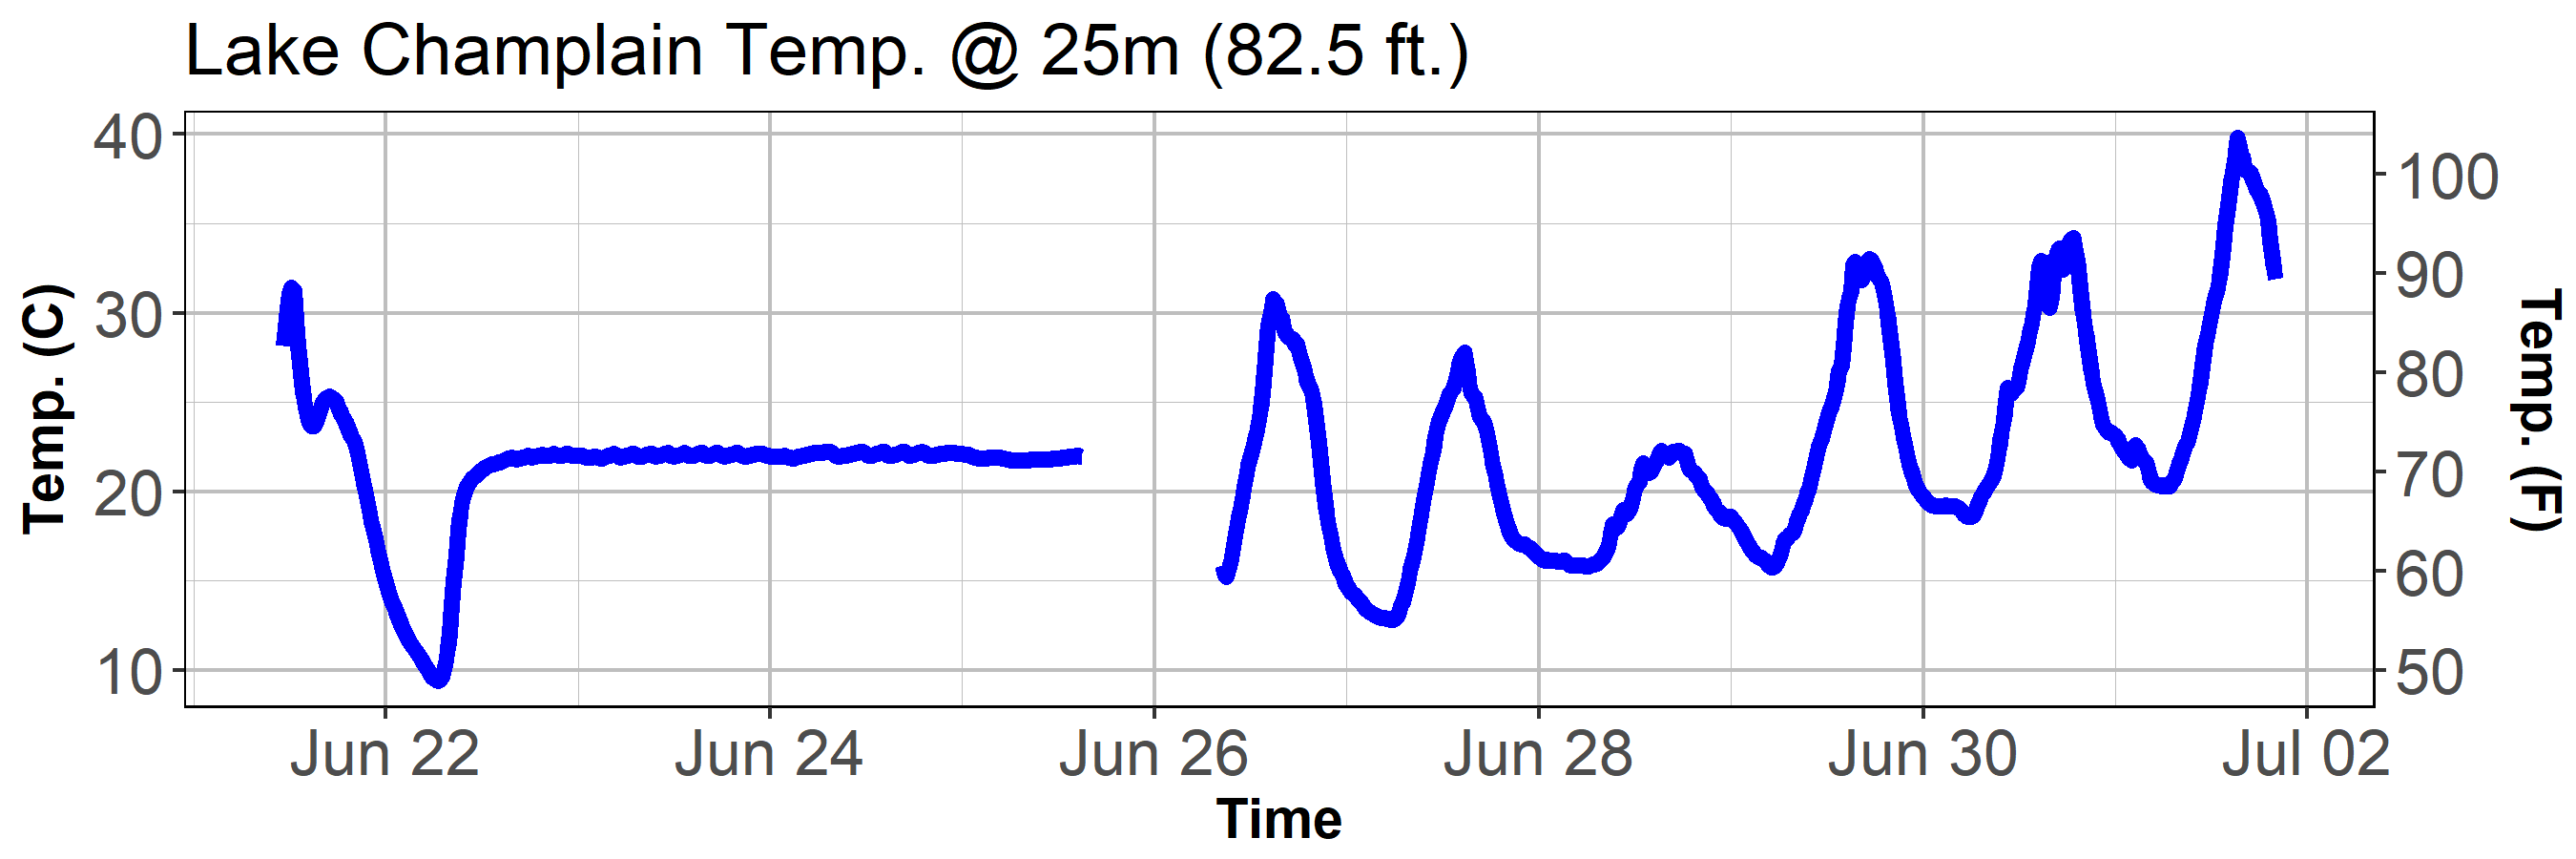 Lake Champlain Temp. @ 25m (82.5 ft.)
Temp. (C)
40
30
20
10
100
90
80
70
60
50
Temp. (F)
Jun 22 Jun 24 Jun 26 Jun 28 Jun 30 Jul 02
Time